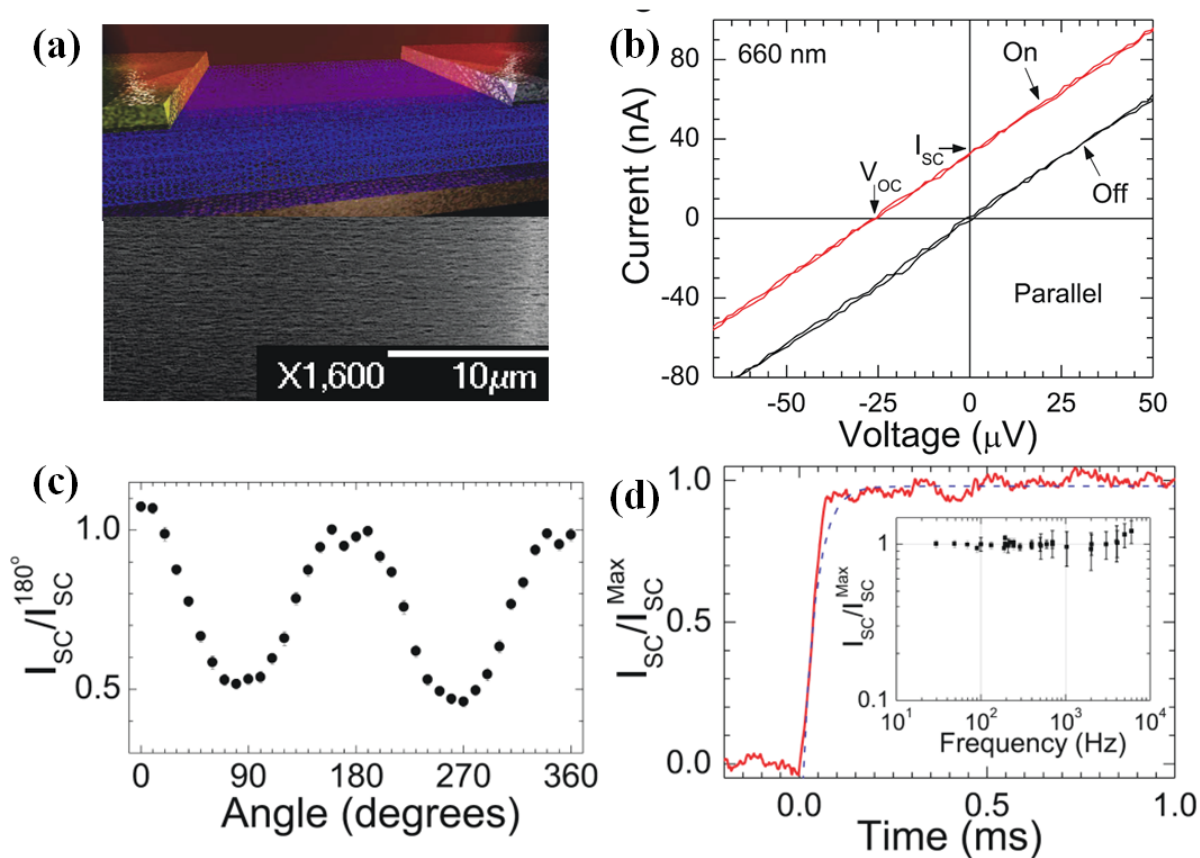 (a)
X1,600 10μm
(b)
660 nm
On
I_SC
V_OC
Off
Parallel
Current (nA)
80
40
0
-40
-80
-50 -25 0 25 50
Voltage (μV)
(c)
I_SC/I_SC^180°
1.0
0.5
0 90 180 270 360
Angle (degrees)
(d)
I_SC/I_SC^Max
1.0
0.5
0.0
0.0 0.5 1.0
Time (ms)
I_SC/I_SC^Max
1
0.1
10^1 10^2 10^3 10^4
Frequency (Hz)